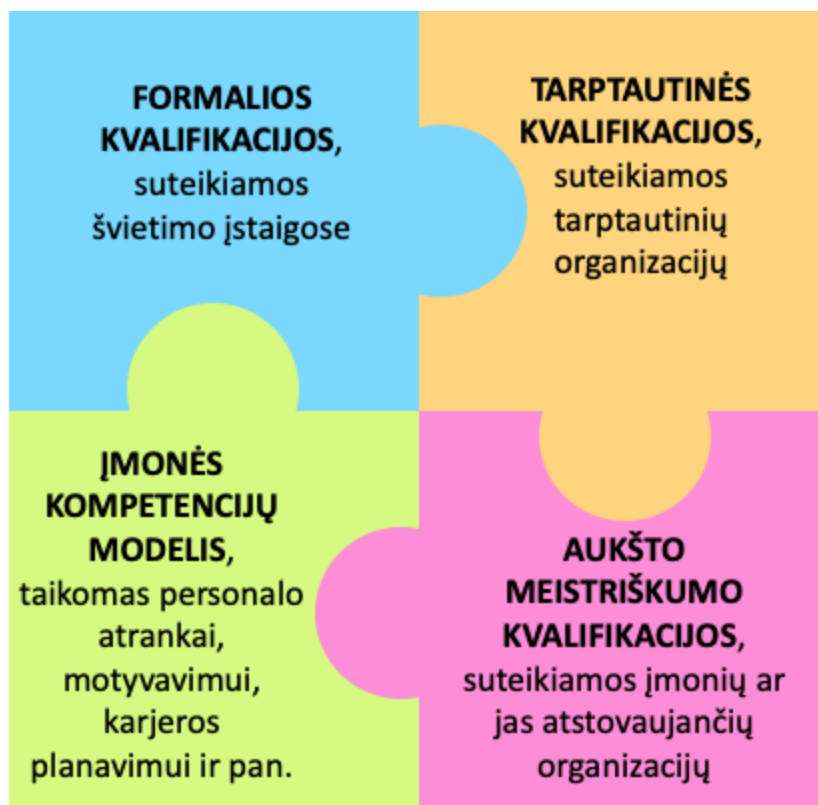 FORMALIOS
KVALIFIKACIJOS,
suteikiamos
švietimo įstaigose
TARPTAUTINĖS
KVALIFIKACIJOS,
suteikiamos
tarptautinių
organizacijų
ĮMONĖS
KOMPETENCIJŲ
MODELIS,
taikomas personalo
atrankai,
motyvavimui,
karjeros
planavimui ir pan.
AUKŠTO
MEISTRIŠKUMO
KVALIFIKACIJOS,
suteikiamos įmonių ar
jas atstovaujančių
organizacijų